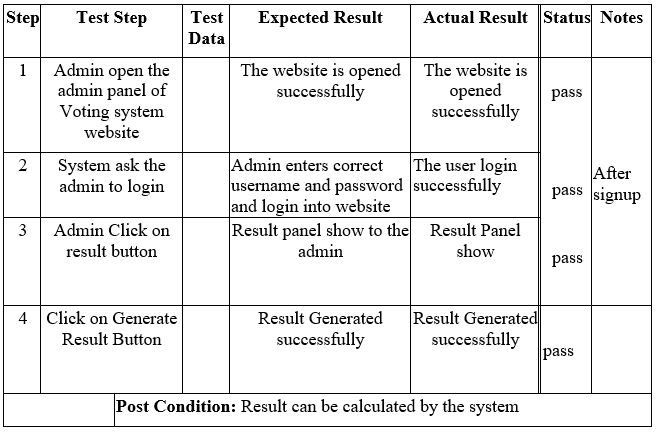 Step Test Step Test Data Expected Result Actual Result Status Notes
1 Admin open the The website is opened The website is
admin panel of successfully opened pass
Voting system successfully
website
2 System ask the Admin enters correct The user login After
admin to login username and password successfully pass signup
and login into website
3 Admin Click on Result panel show to the Result Panel
result button admin show pass
4 Click on Generate Result Generated Result Generated
Result Button successfully successfully pass
Post Condition: Result can be calculated by the system